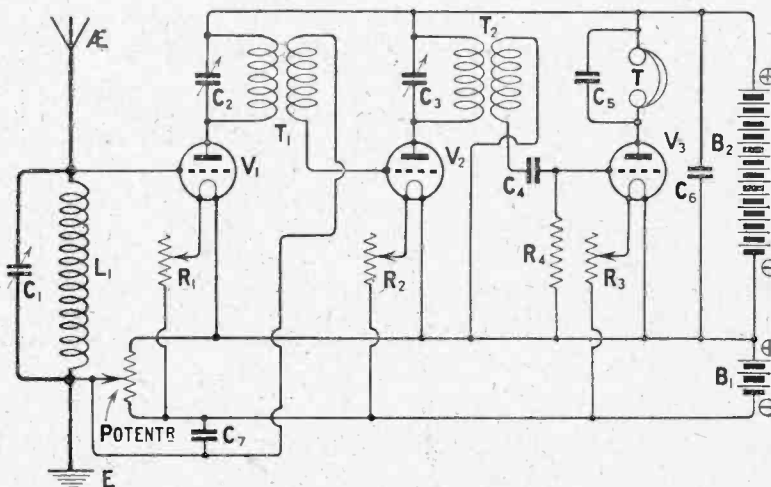 Æ
C₂
T₁
C₃
T₂
C₅
T
V₁
V₂
V₃
C₄
C₆
B₂
L₁
C₁
R₁
R₂
R₄
R₃
POTENTR
C₇
B₁
E
+
−
+
−